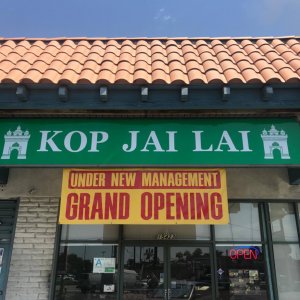 KOP JAI LAI
UNDER NEW MANAGEMENT
GRAND OPENING
OPEN
A